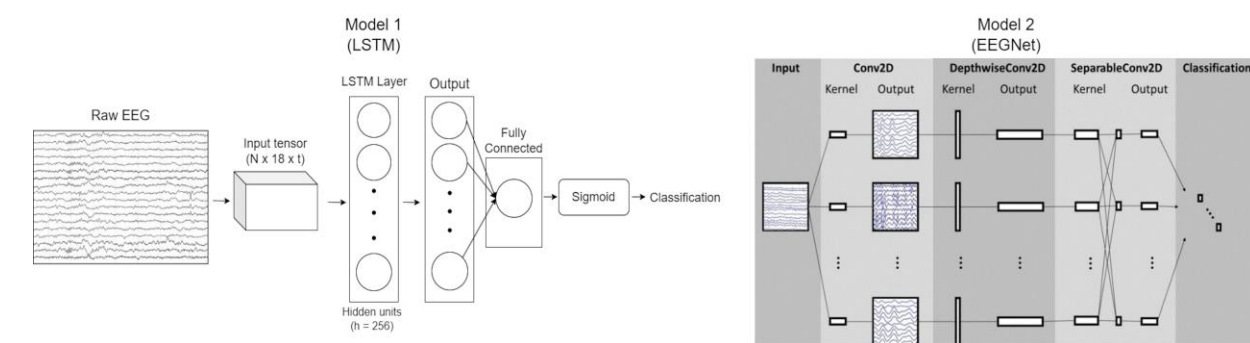 Model 1
(LSTM)
Raw EEG
Input tensor
(N x 18 x t)
LSTM Layer
Hidden units
(h = 256)
Output
Fully
Connected
Sigmoid
Classification
Model 2
(EEGNet)
Input
Conv2D
DepthwiseConv2D
SeparableConv2D
Classification
Kernel
Output
Kernel
Output
Kernel
Output